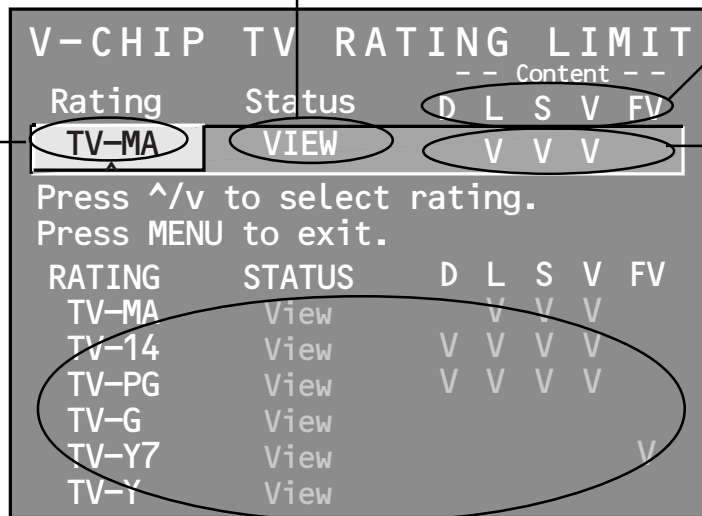 V-CHIP TV RATING LIMIT
-- Content --
Rating Status D L S V FV
TV-MA VIEW V V V
^
Press ^/v to select rating.
Press MENU to exit.
RATING STATUS D L S V FV
TV-MA View V V V
TV-14 View V V V V
TV-PG View V V V V
TV-G View
TV-Y7 View V
TV-Y View